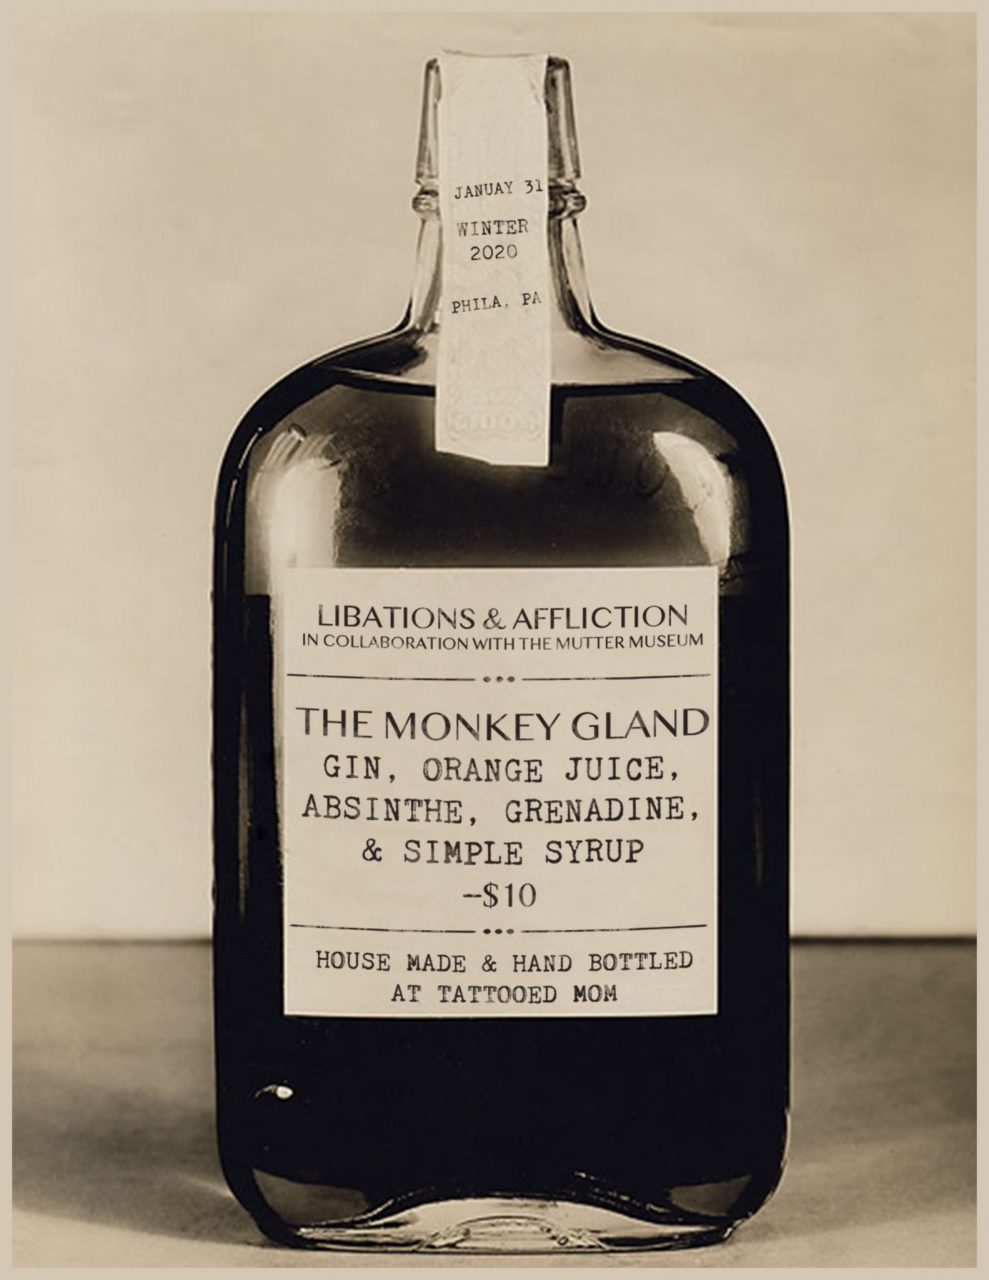 JANUAY 31
WINTER
2020
PHILA, PA
LIBATIONS & AFFLICTION
IN COLLABORATION WITH THE MUTTER MUSEUM
THE MONKEY GLAND
GIN, ORANGE JUICE,
ABSINTHE, GRENADINE,
& SIMPLE SYRUP
–$10
HOUSE MADE & HAND BOTTLED
AT TATTOOED MOM